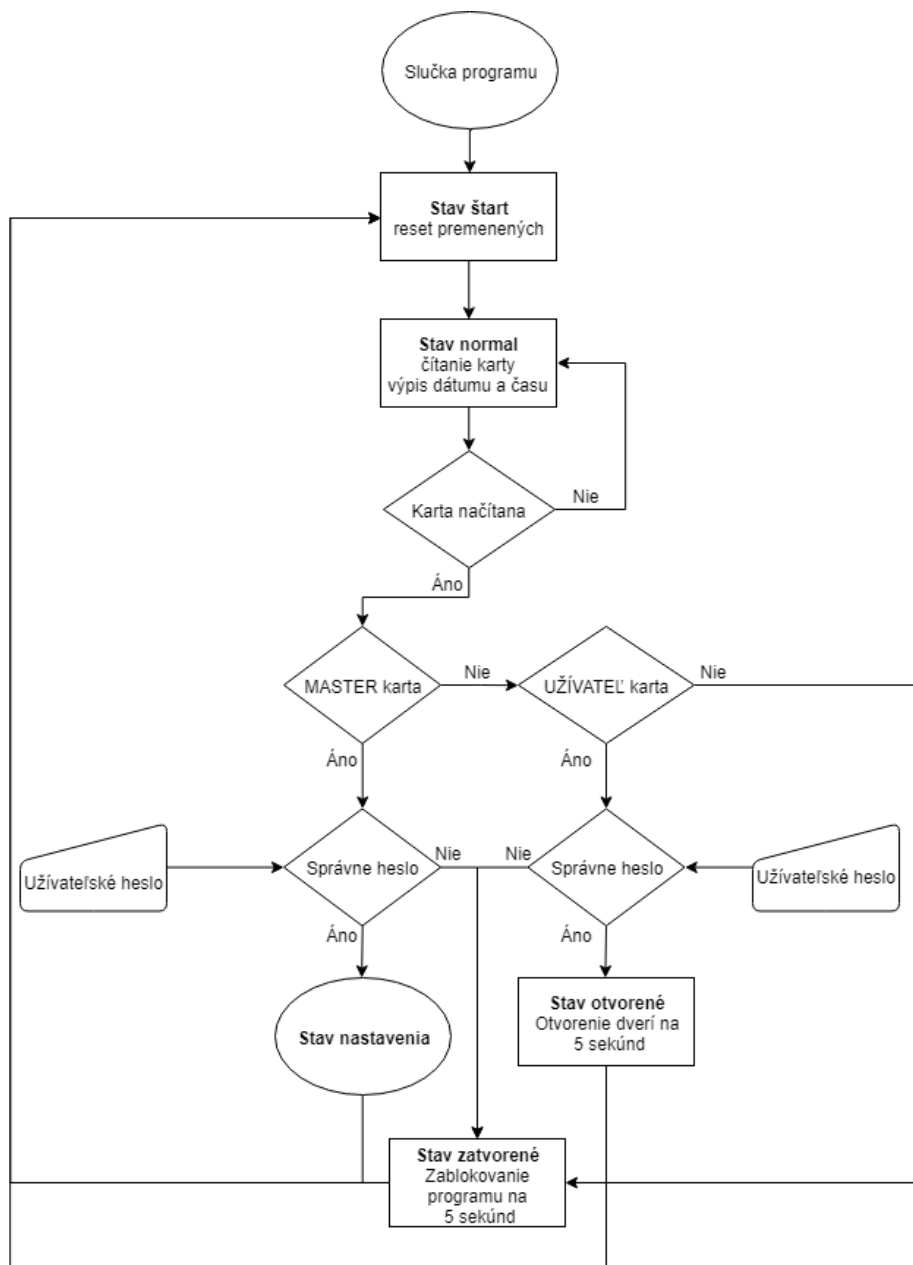 Slučka programu
Stav štart
reset premenených
Stav normal
čítanie karty
výpis dátumu a času
Karta načítana
Nie
Áno
MASTER karta
Nie
UŽÍVATEĽ karta
Nie
Áno
Áno
Užívateľské heslo
Správne heslo
Nie
Nie
Správne heslo
Užívateľské heslo
Áno
Áno
Stav nastavenia
Stav otvorené
Otvorenie dverí na
5 sekúnd
Stav zatvorené
Zablokovanie
programu na
5 sekúnd